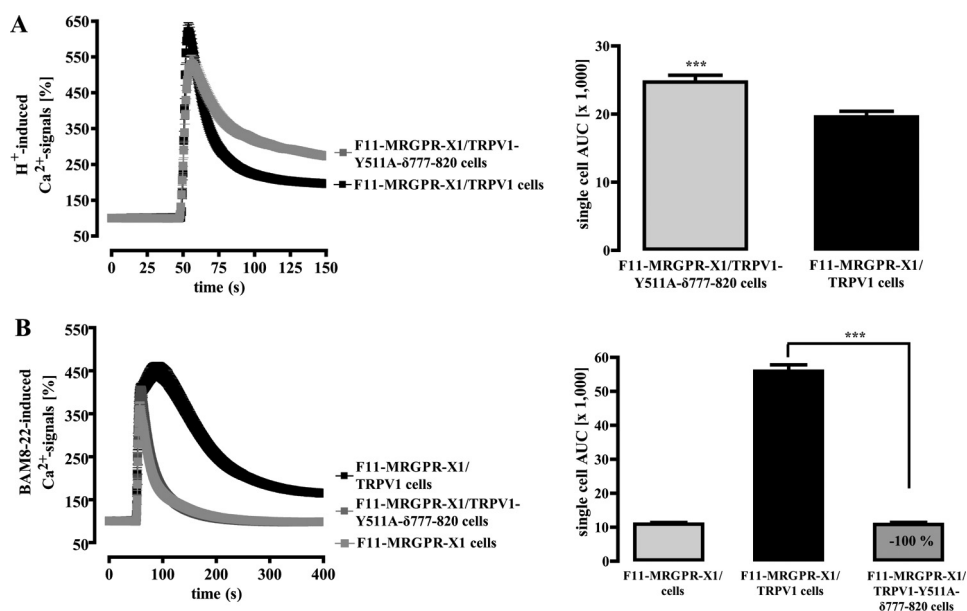 A
H+-induced
Ca2+-signals [%]
650
550
450
350
250
150
50
0 25 50 75 100 125 150
time (s)
F11-MRGPR-X1/TRPV1-
Y511A-δ777-820 cells
F11-MRGPR-X1/TRPV1 cells
single cell AUC [x 1,000]
30
20
10
0
***
F11-MRGPR-X1/TRPV1-
Y511A-δ777-820 cells
F11-MRGPR-X1/
TRPV1 cells
B
BAM8-22-induced
Ca2+-signals [%]
550
450
350
250
150
50
0 100 200 300 400
time (s)
F11-MRGPR-X1/
TRPV1 cells
F11-MRGPR-X1/TRPV1-
Y511A-δ777-820 cells
F11-MRGPR-X1 cells
single cell AUC [x 1,000]
60
50
40
30
20
10
0
***
-100 %
F11-MRGPR-X1/
cells
F11-MRGPR-X1/
TRPV1 cells
F11-MRGPR-X1/
TRPV1-Y511A-
δ777-820 cells